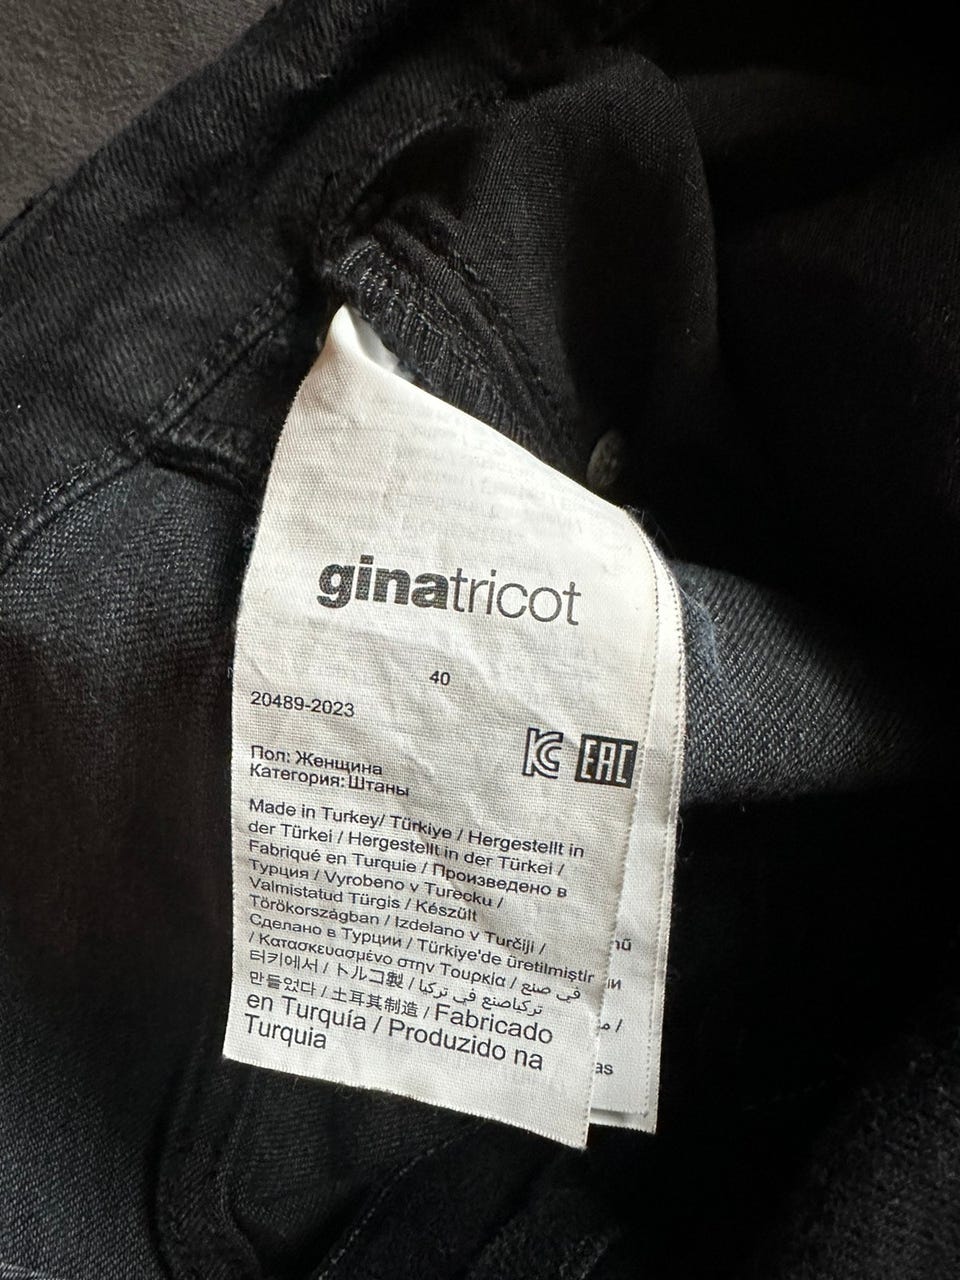 ginatricot
40
20489-2023
KC EAC
Пол: Женщина
Категория: Штаны
Made in Turkey/ Türkiye / Hergestellt in
der Türkei / Hergestellt in der Türkei /
Fabriqué en Turquie / Произведено в
Турция / Vyrobeno v Turecku /
Valmistatud Türgis / Készült
Törökországban / Izdelano v Turčiji /
Сделано в Турции / Türkiye'de üretilmiştir
/ Κατασκευασμένο στην Τουρκία / في صنع
터키에서 / トルコ製 / تركياصنع في تركيا
만들었다 / 土耳其制造 / Fabricado
en Turquía / Produzido na
Turquia